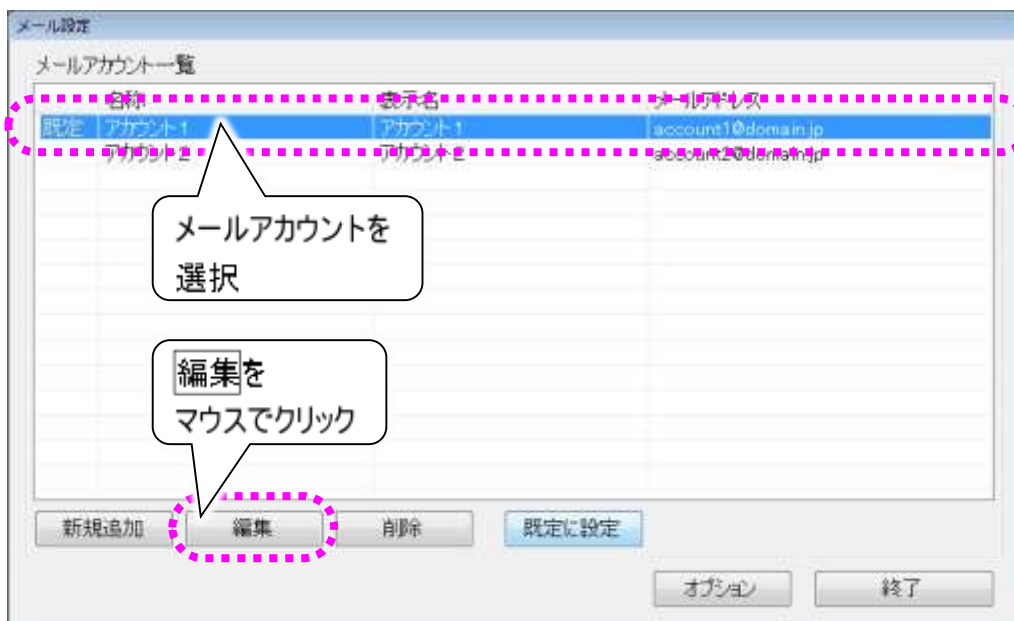 メール設定
メールアカウント一覧
名称 表示名 メールアドレス
既定 アカウント1 アカウント1 account1@domain.jp
アカウント2 アカウント2 account2@domain.jp
メールアカウントを
選択
編集を
マウスでクリック
新規追加 編集 削除 既定に設定
オプション 終了